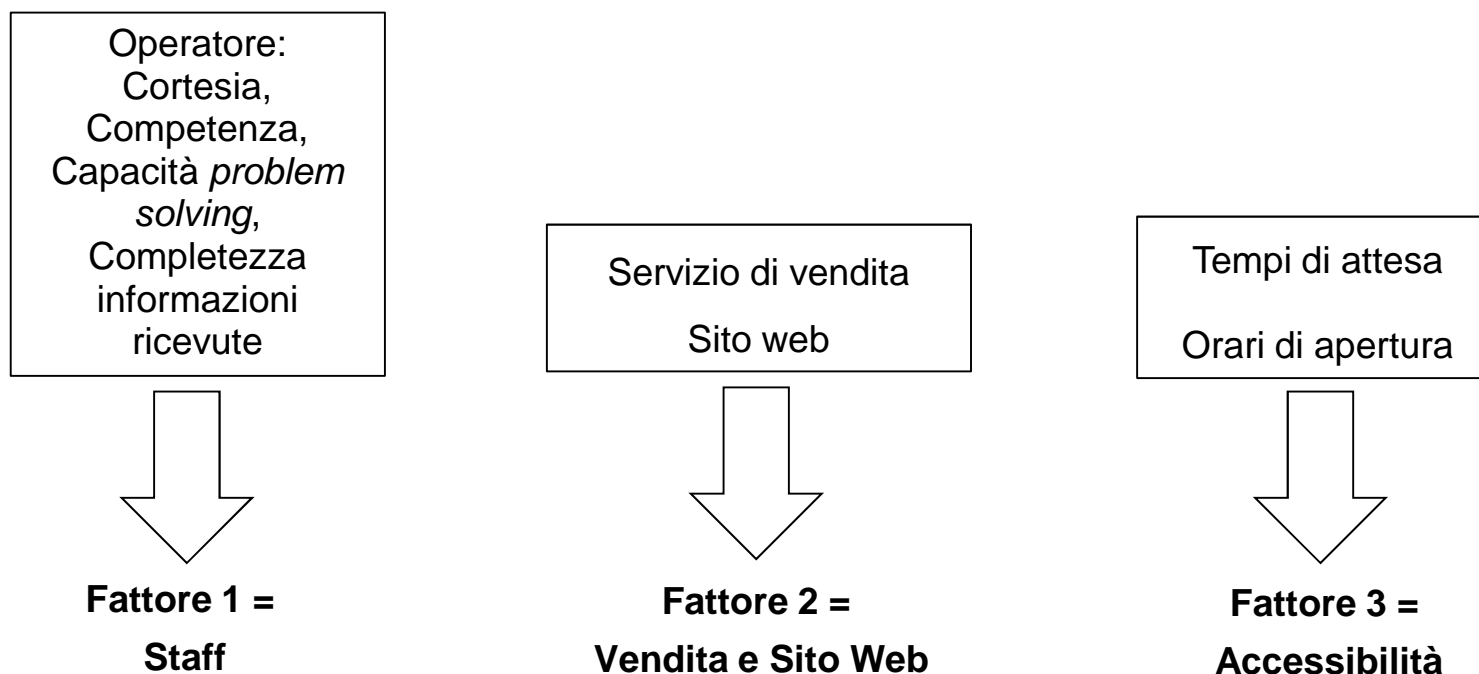 Operatore:
Cortesia,
Competenza,
Capacità problem
solving,
Completezza
informazioni
ricevute
Servizio di vendita
Sito web
Tempi di attesa
Orari di apertura
Fattore 1 =
Staff
Fattore 2 =
Vendita e Sito Web
Fattore 3 =
Accessibilità